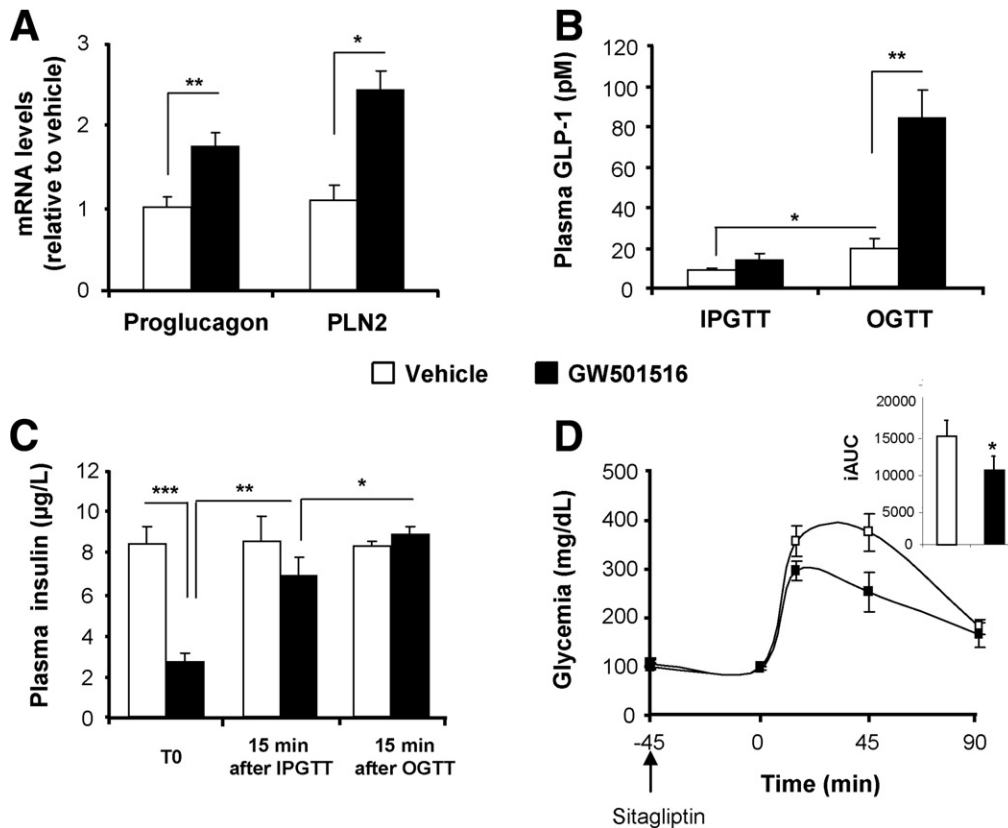 A
mRNA levels
(relative to vehicle)
3
2
1
0
**
*
Proglucagon
PLN2
B
Plasma GLP-1 (pM)
120
100
80
60
40
20
0
*
**
IPGTT
OGTT
Vehicle
GW501516
C
Plasma insulin (µg/L)
12
10
8
6
4
2
0
***
**
*
T0
15 min
after IPGTT
15 min
after OGTT
D
Glycemia (mg/dL)
500
400
300
200
100
0
-45
0
45
90
Time (min)
Sitagliptin
iAUC
20000
15000
10000
5000
0
*